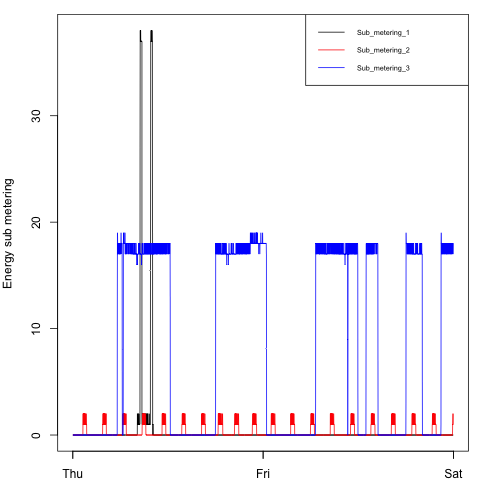 Sub_metering_1
Sub_metering_2
Sub_metering_3
Energy sub metering
30
20
10
0
Thu Fri Sat